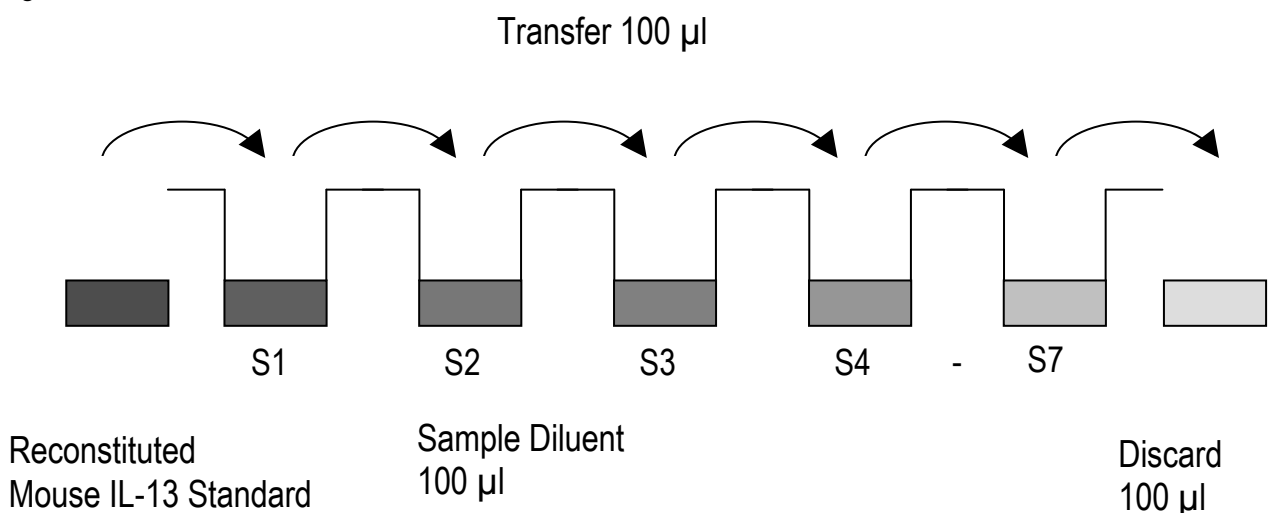 Transfer 100 µl
S1 S2 S3 S4 - S7
Reconstituted
Mouse IL-13 Standard
Sample Diluent
100 µl
Discard
100 µl